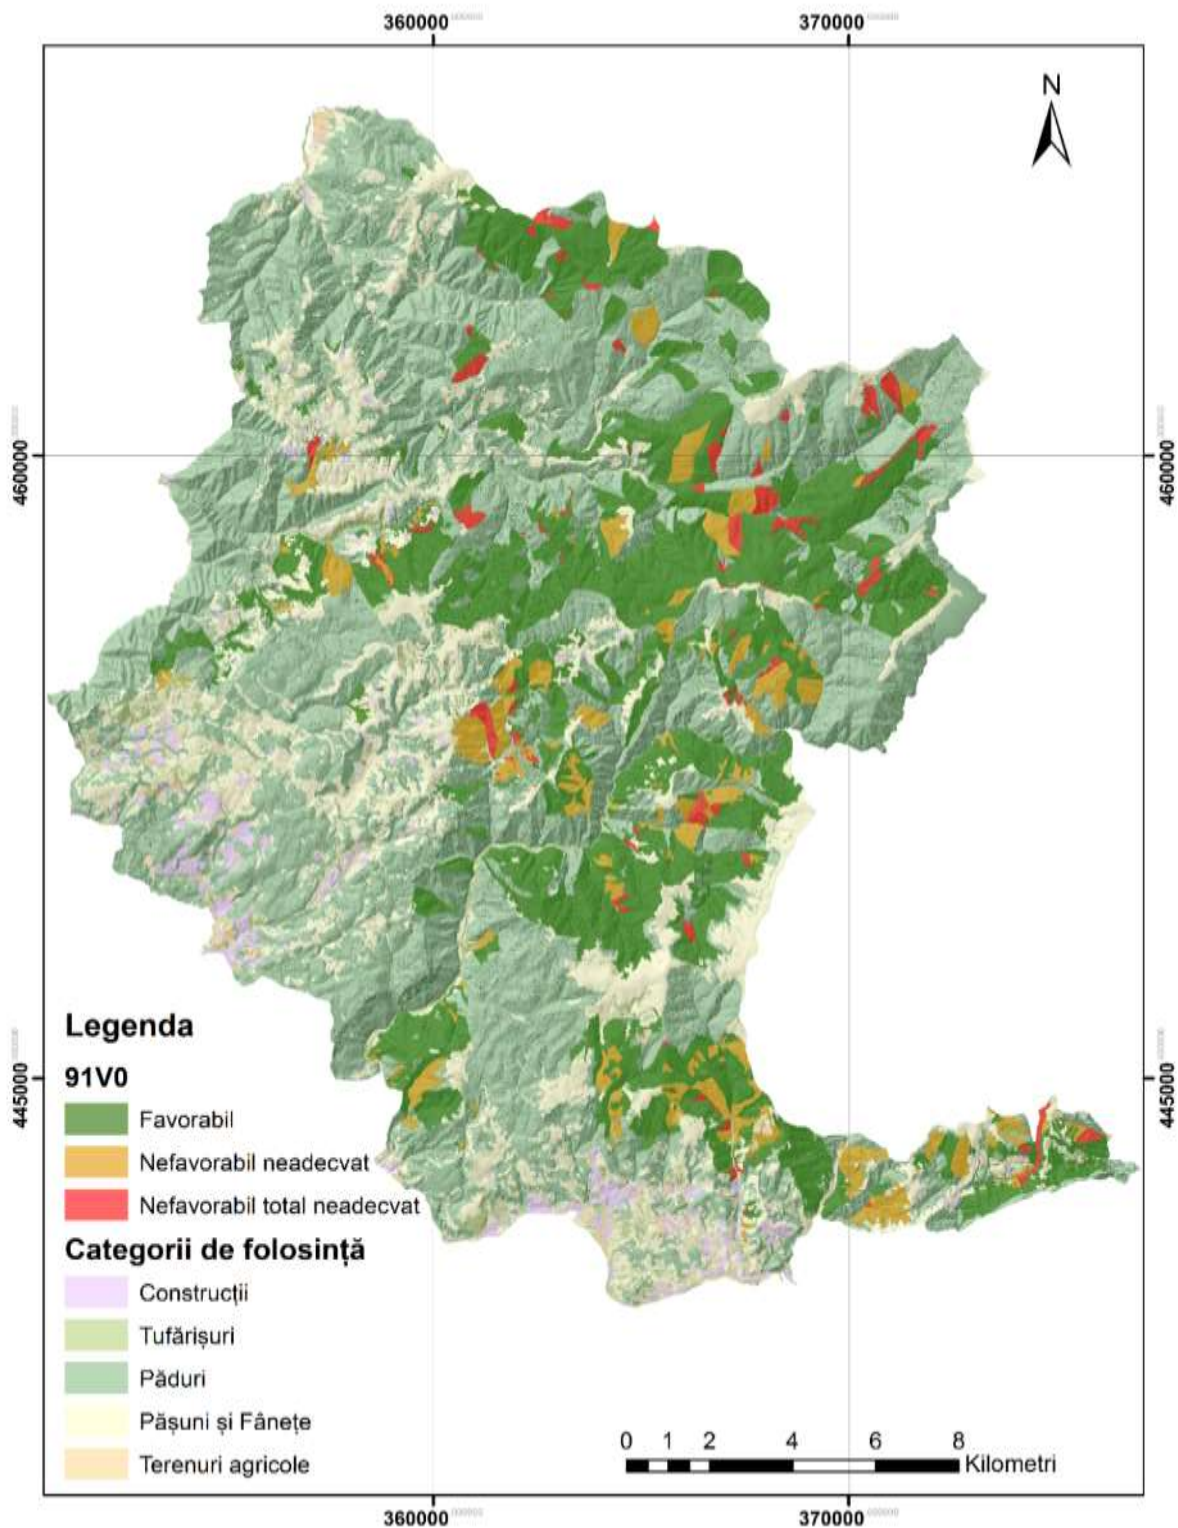 360000
370000
N
460000
460000
445000
445000
Legenda
91V0
Favorabil
Nefavorabil neadecvat
Nefavorabil total neadecvat
Categorii de folosință
Construcții
Tufărișuri
Păduri
Pășuni și Fânețe
Terenuri agricole
0 1 2 4 6 8
Kilometri
360000
370000